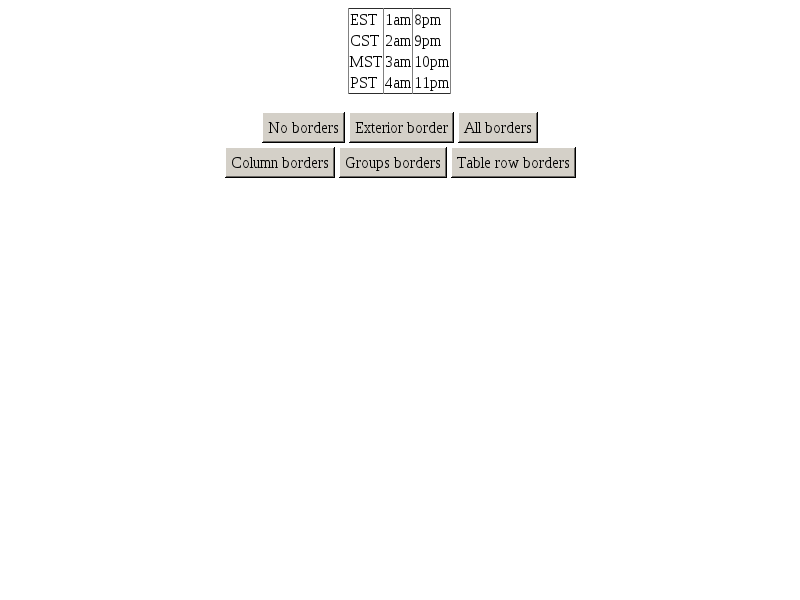 EST 1am 8pm
CST 2am 9pm
MST 3am 10pm
PST 4am 11pm
No borders Exterior border All borders
Column borders Groups borders Table row borders